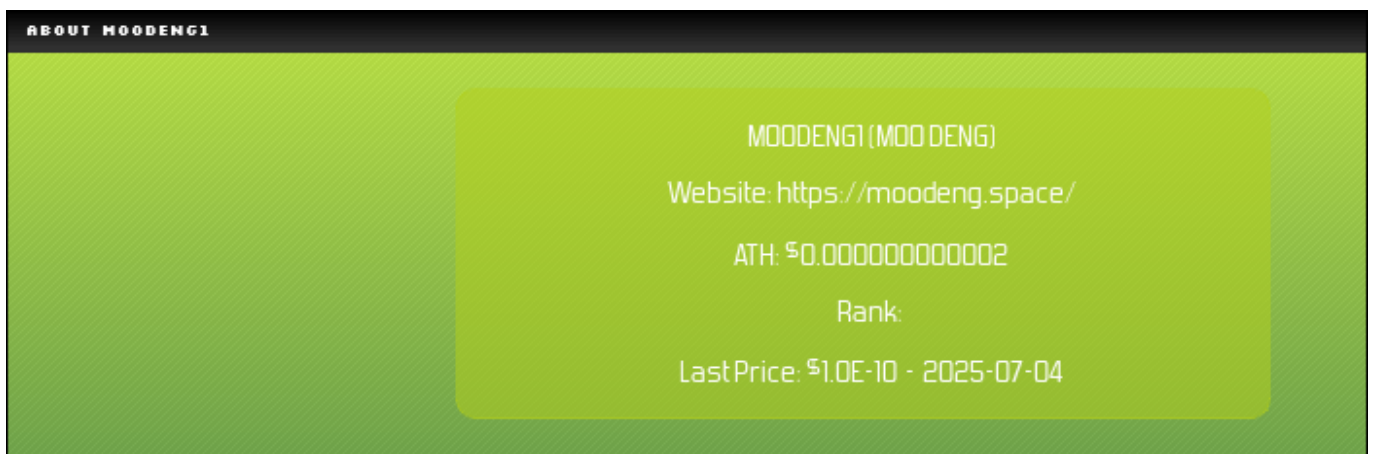 ABOUT MOODENG1
MOODENG1 (MOO DENG)
Website: https://moodeng.space/
ATH: $0.000000000002
Rank:
Last Price: $1.0E-10 - 2025-07-04